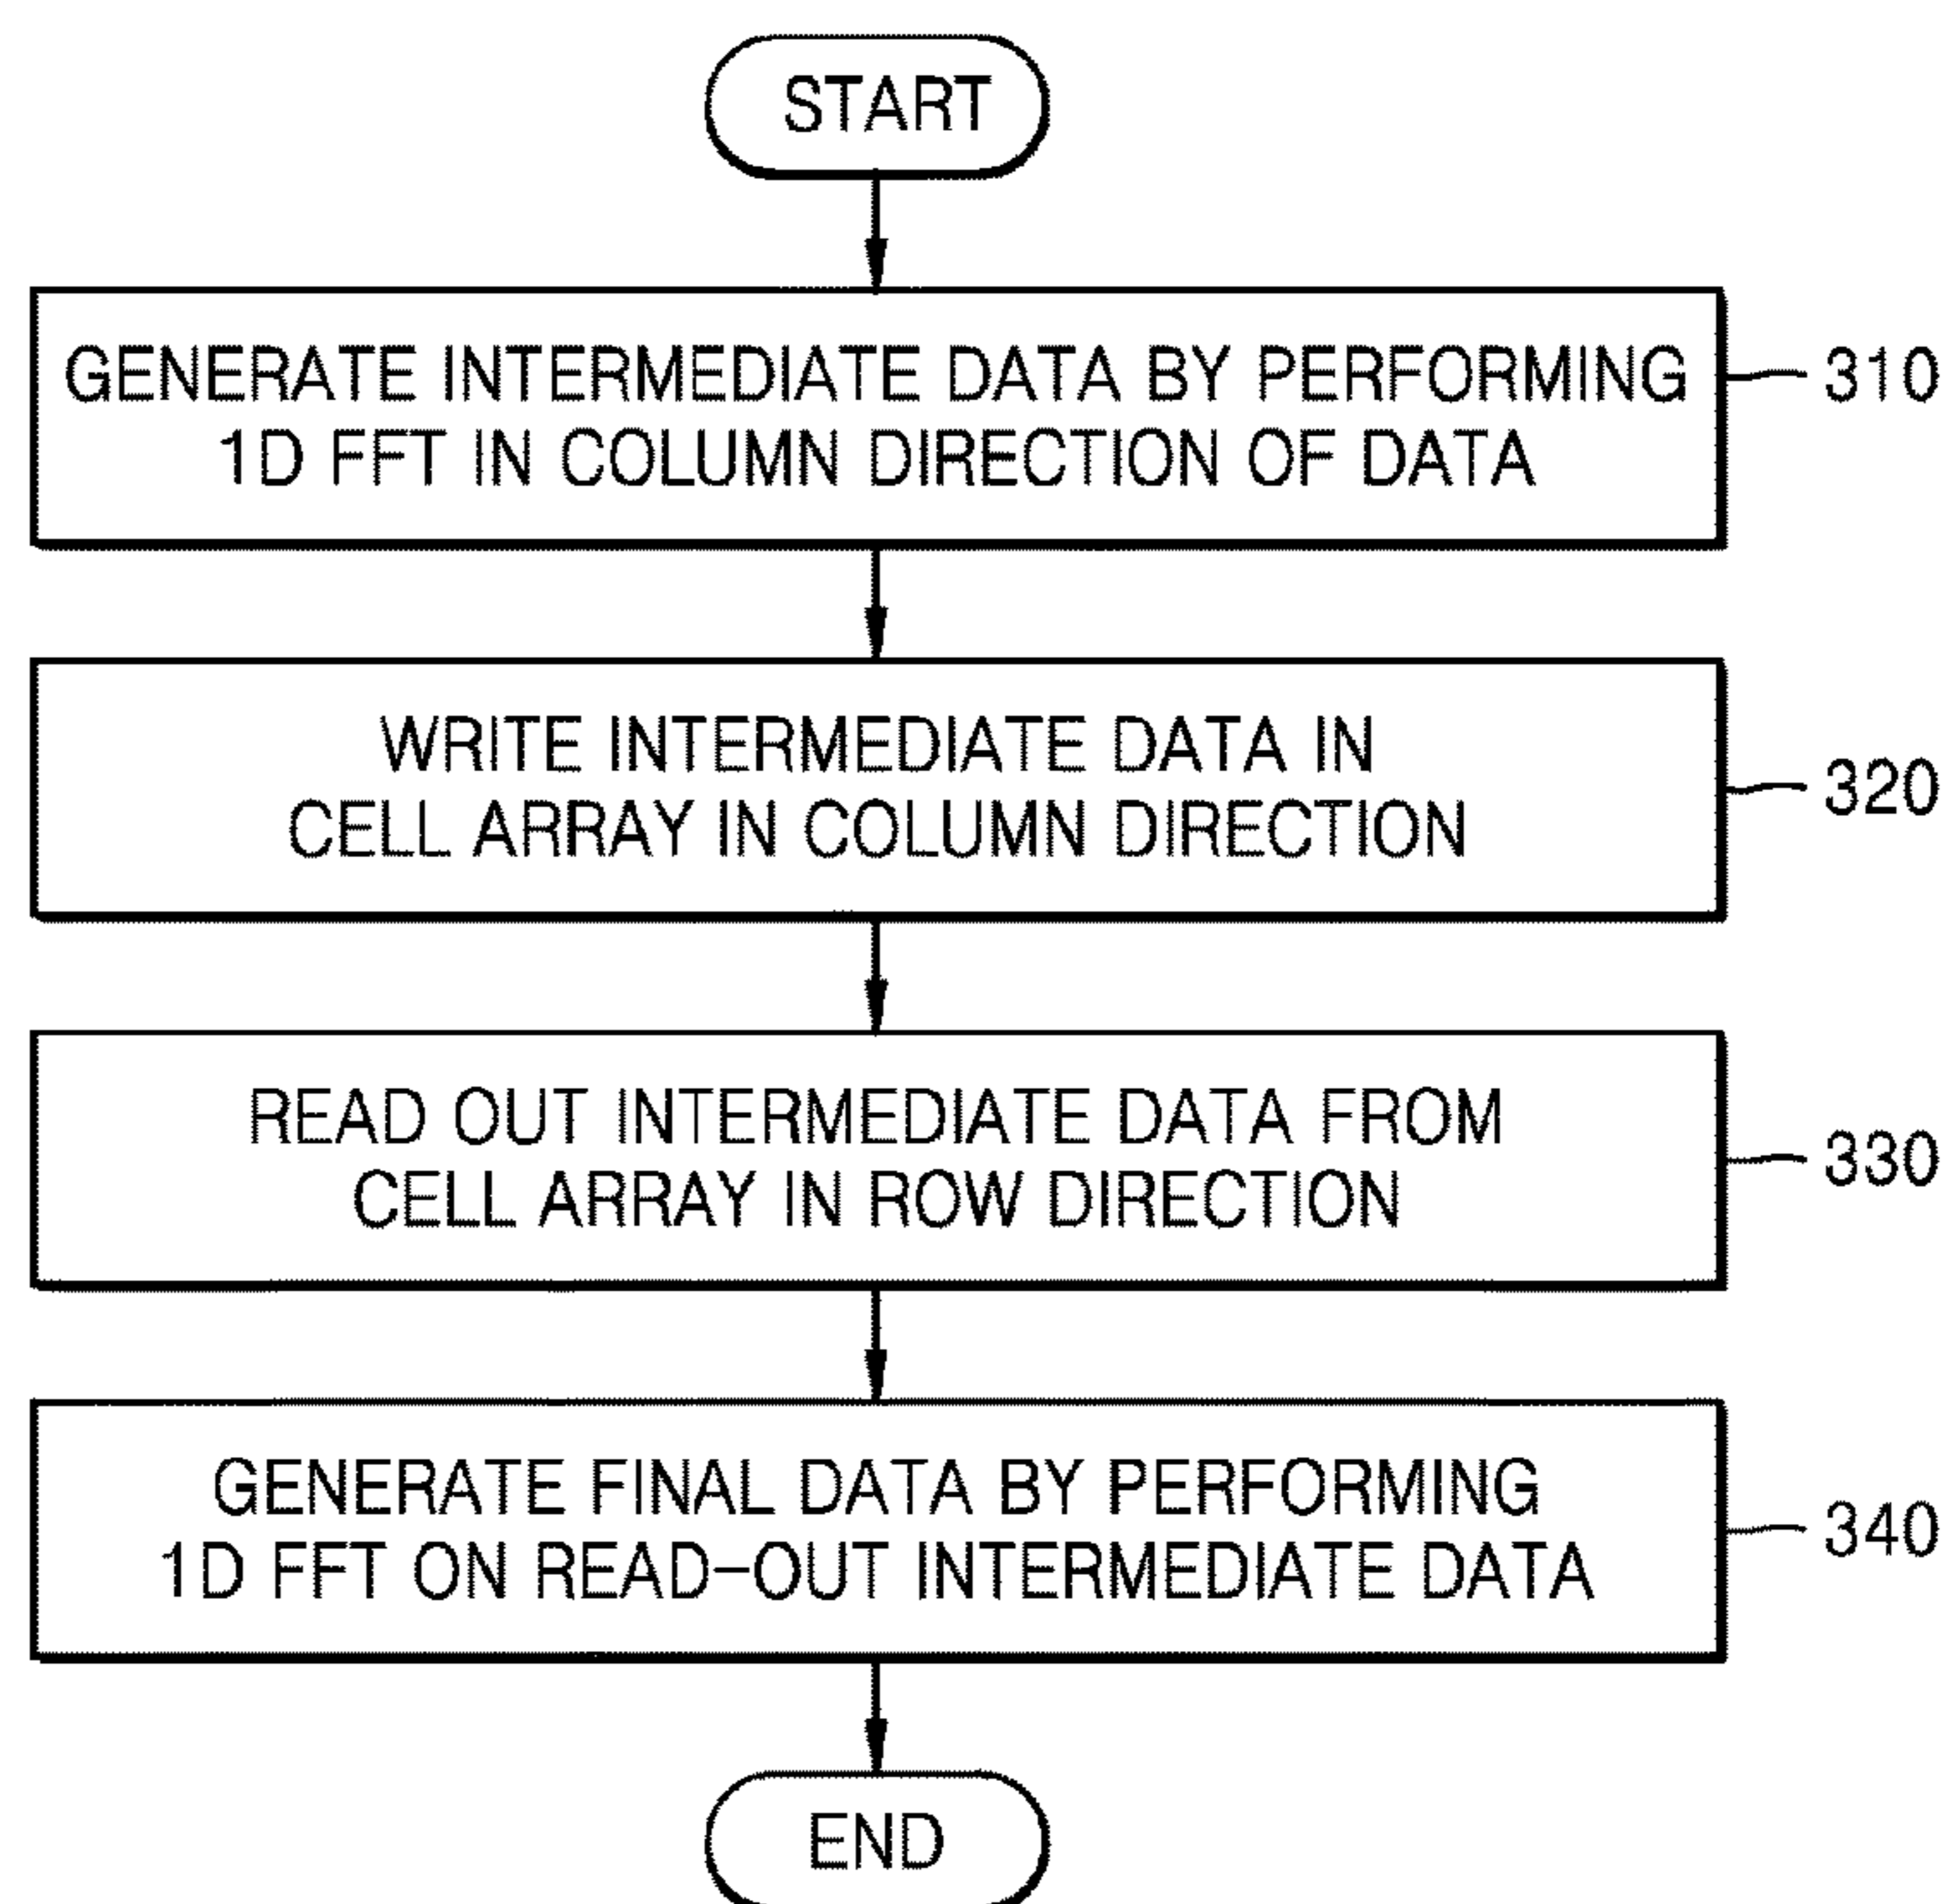 START
GENERATE INTERMEDIATE DATA BY PERFORMING
1D FFT IN COLUMN DIRECTION OF DATA
310
WRITE INTERMEDIATE DATA IN
CELL ARRAY IN COLUMN DIRECTION
320
READ OUT INTERMEDIATE DATA FROM
CELL ARRAY IN ROW DIRECTION
330
GENERATE FINAL DATA BY PERFORMING
1D FFT ON READ-OUT INTERMEDIATE DATA
340
END